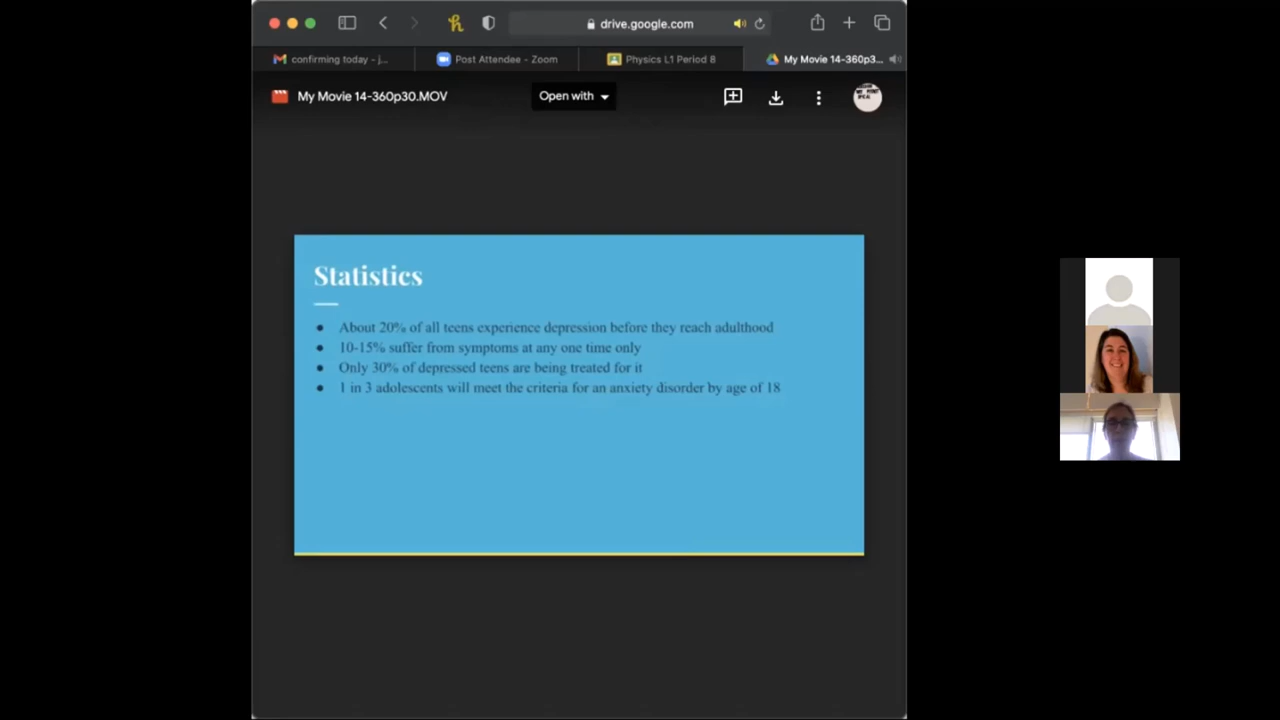 drive.google.com
confirming today - j...
Post Attendee - Zoom
Physics L1 Period 8
My Movie 14-360p3...
My Movie 14-360p30.MOV
Open with
Statistics
● About 20% of all teens experience depression before they reach adulthood
● 10-15% suffer from symptoms at any one time only
● Only 30% of depressed teens are being treated for it
● 1 in 3 adolescents will meet the criteria for an anxiety disorder by age of 18